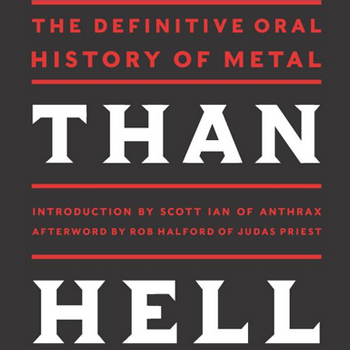 THE DEFINITIVE ORAL
HISTORY OF METAL
THAN
INTRODUCTION BY SCOTT IAN OF ANTHRAX
AFTERWORD BY ROB HALFORD OF JUDAS PRIEST
HELL